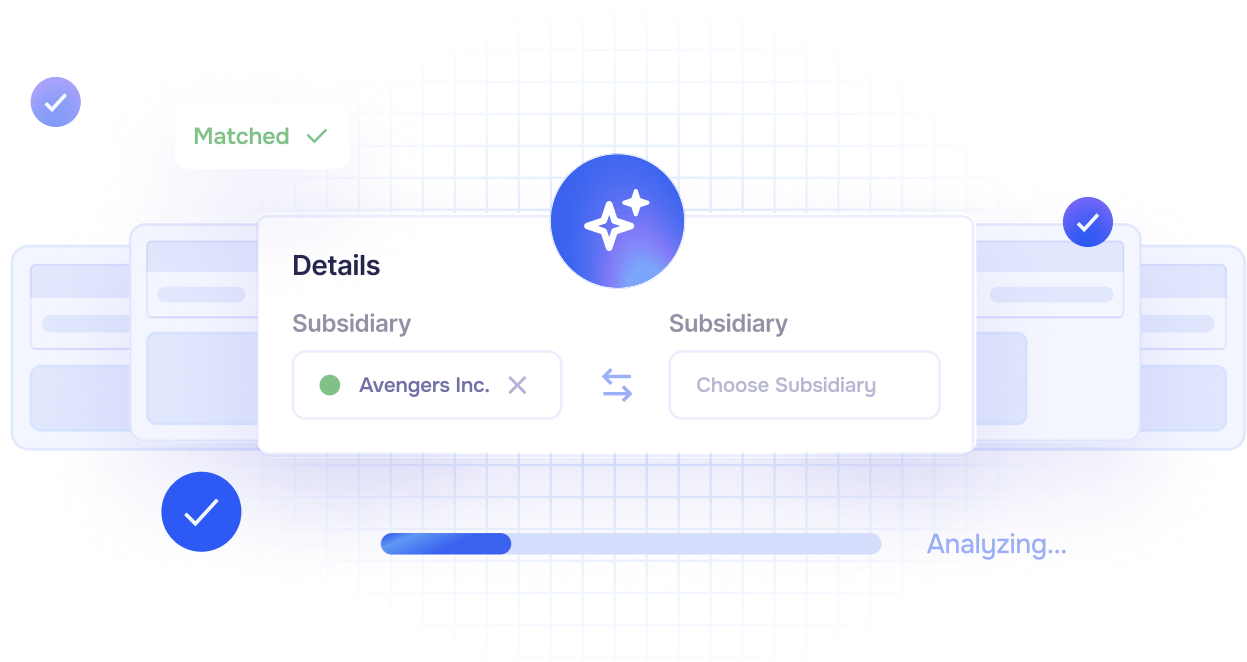 Matched
Details
Subsidiary
Subsidiary
Avengers Inc.
Choose Subsidiary
Analyzing...